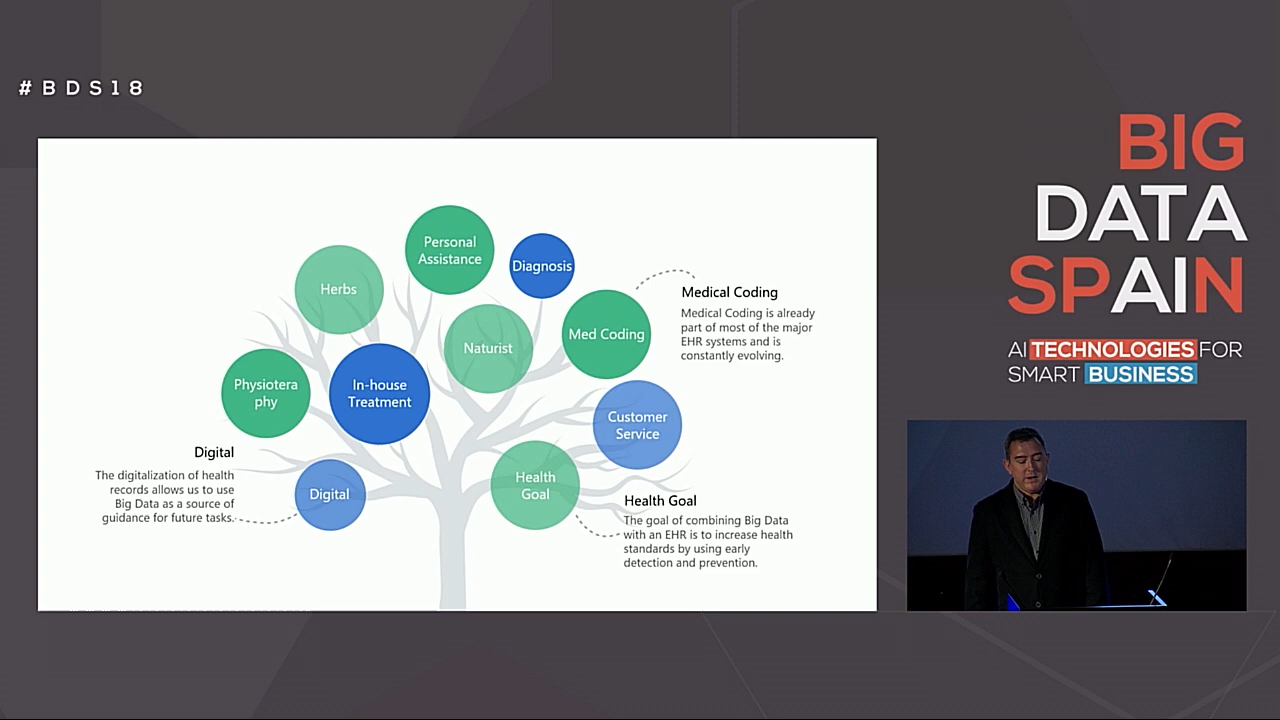 #BDS18
BIG
DATA
SPAIN
AI TECHNOLOGIES FOR
SMART BUSINESS
Personal
Assistance
Diagnosis
Herbs
Medical Coding
Medical Coding is already
part of most of the major
EHR systems and is
constantly evolving.
Med Coding
Naturist
Physiotera
phy
In-house
Treatment
Customer
Service
Digital
The digitalization of health
records allows us to use
Big Data as a source of
guidance for future tasks.
Digital
Health
Goal
Health Goal
The goal of combining Big Data
with an EHR is to increase health
standards by using early
detection and prevention.